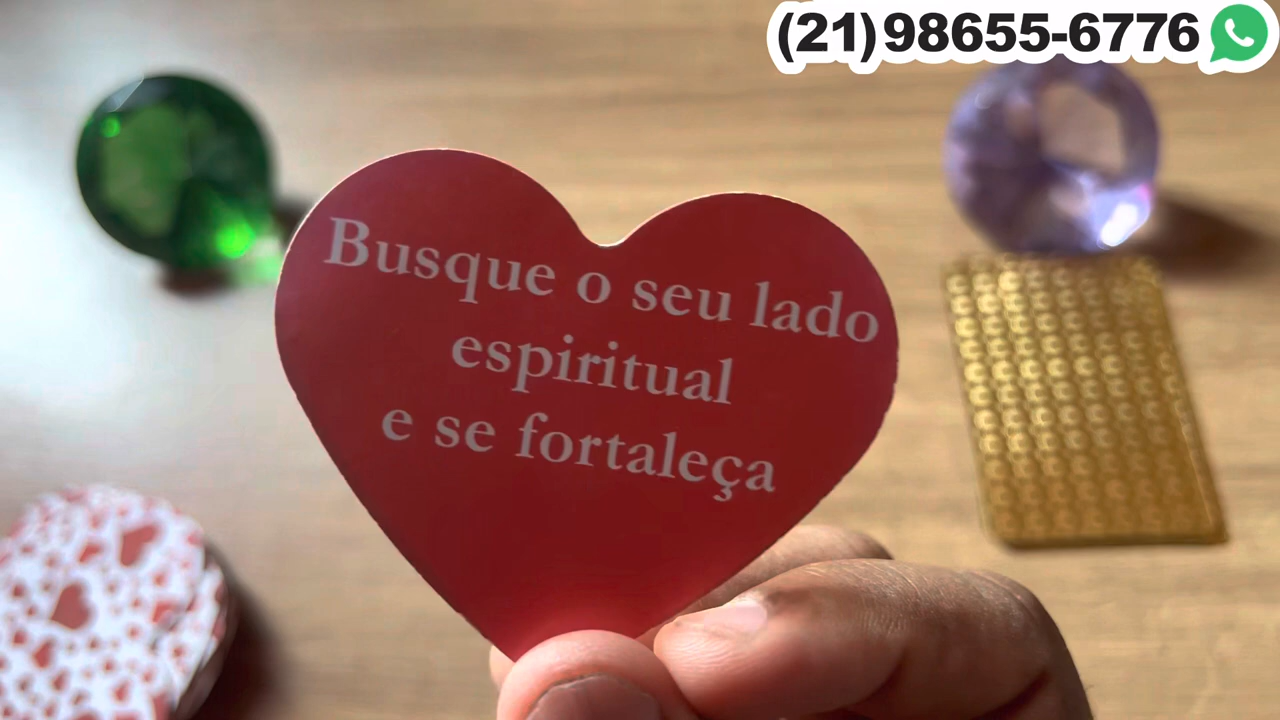 (21)98655-6776
Busque o seu lado
espiritual
e se fortaleça